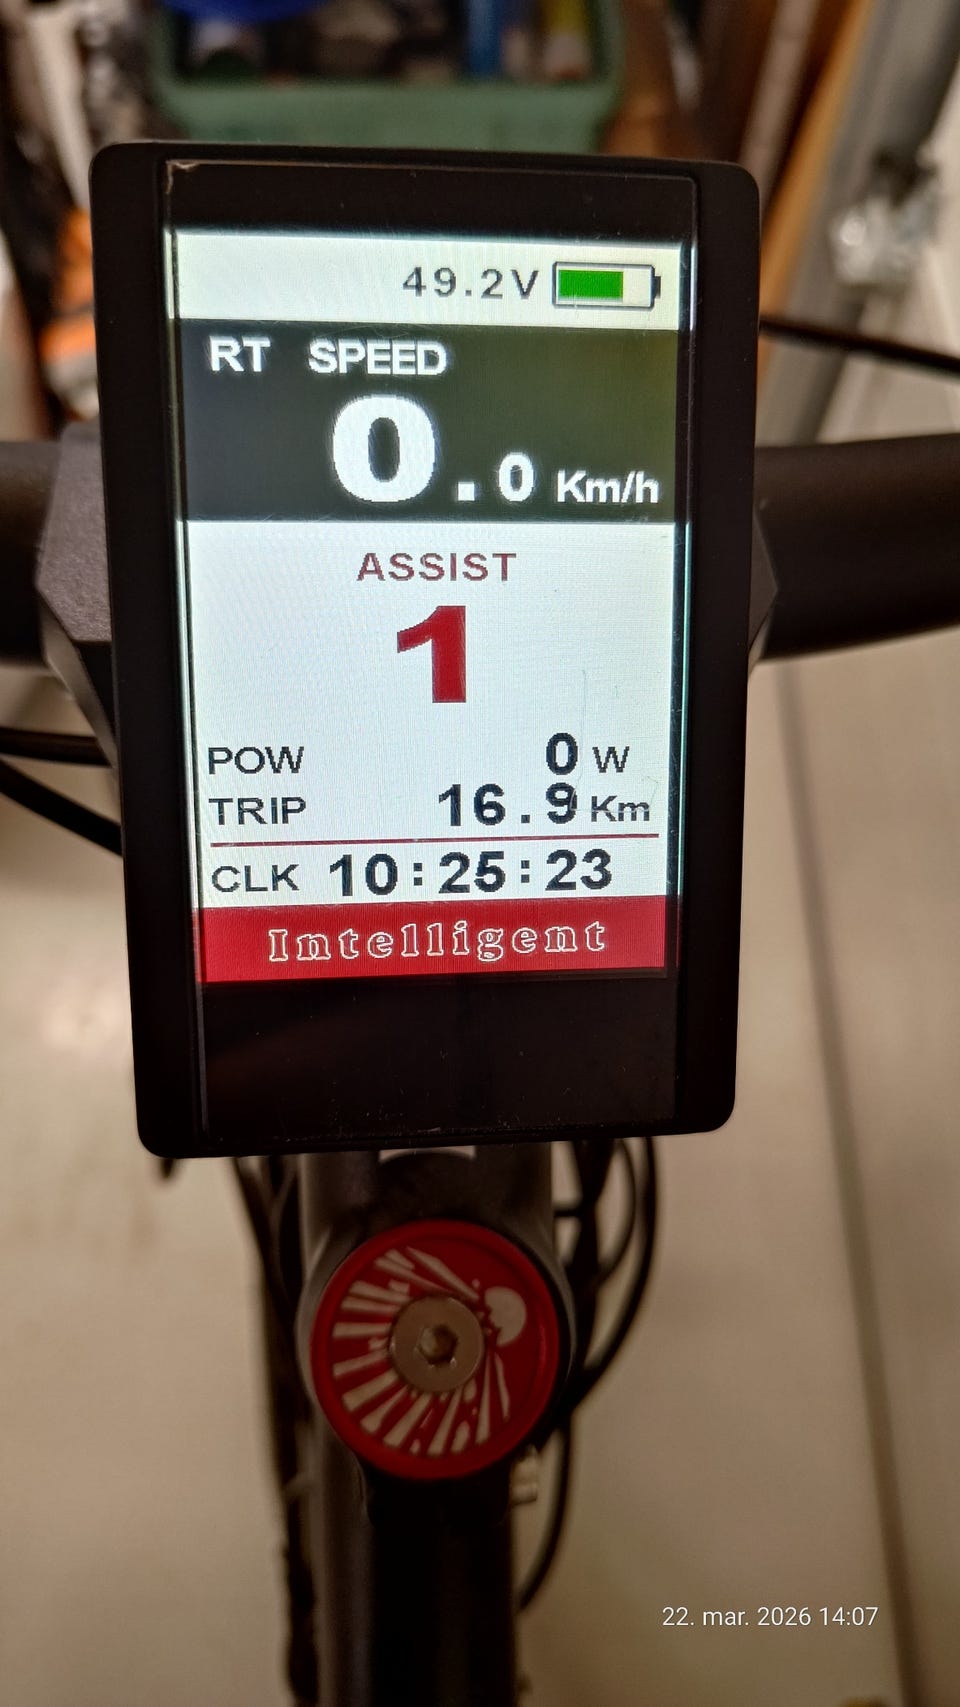 49.2V
RT SPEED
0.0 Km/h
ASSIST
1
POW 0 W
TRIP 16.9 Km
CLK 10:25:23
Intelligent
22. mar. 2026 14:07